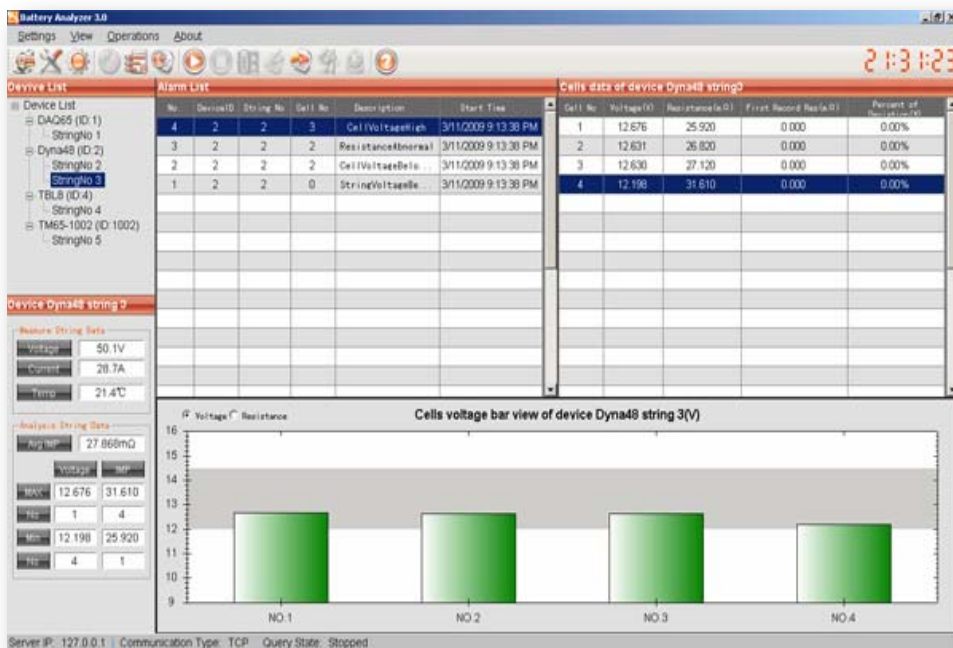 Battery Analyzer 3.0
Settings View Operations About
21:31:23
Devive List
Device List
DAQ65 (ID:1)
StringNo 1
Dyna48 (ID:2)
StringNo 2
StringNo 3
TBL8 (ID:4)
StringNo 4
TM65-1002 (ID:1002)
StringNo 5
Alarm List
No. DeviceID String No Cell No Description Start Time
4 2 2 3 CellVoltageHigh 3/11/2009 9:13:38 PM
3 2 2 2 ResistanceAbnormal 3/11/2009 9:13:38 PM
2 2 2 2 CellVoltageBelo... 3/11/2009 9:13:38 PM
1 2 2 0 StringVoltageBe... 3/11/2009 9:13:38 PM
Cells data of device Dyna48 string3
Cell No Voltage(V) Resistance(mΩ) First Record Res(mΩ) Percent of
1 12.676 25.920 0.000 0.00%
2 12.631 26.820 0.000 0.00%
3 12.630 27.120 0.000 0.00%
4 12.198 31.610 0.000 0.00%
Device Dyna48 string 3
Measure String Data
Voltage 50.1V
Current 28.7A
Temp 21.4℃
Analysis String Data
Avg IMP 27.868mΩ
Voltage IMP
MAX 12.676 31.610
No 1 4
Min 12.198 25.920
No 4 1
Voltage Resistance
Cells voltage bar view of device Dyna48 string 3(V)
16
15
14
13
12
11
10
9
NO.1 NO.2 NO.3 NO.4
Server IP: 127.0.0.1 Communication Type: TCP Query State: Stopped